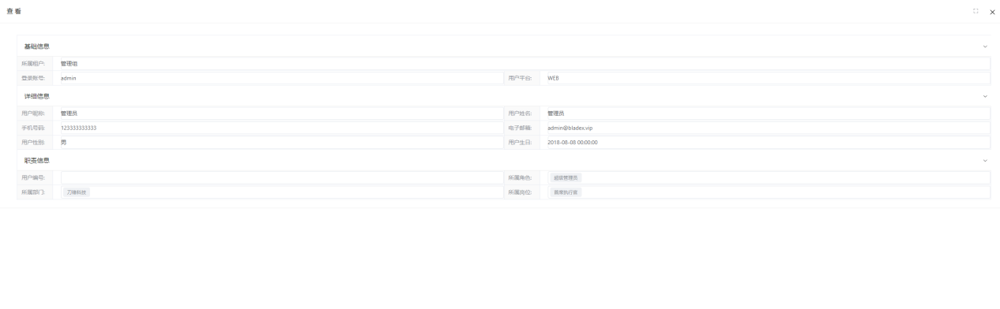 查看
基础信息
所属租户: 管理组
登录账号: admin 用户平台: WEB
详细信息
用户昵称: 管理员 用户姓名: 管理员
手机号码: 123333333333 电子邮箱: admin@bladex.vip
用户性别: 男 用户生日: 2018-08-08 00:00:00
职责信息
用户编号: 所属角色: 超级管理员
所属部门: 刀锋科技 所属岗位: 首席执行官